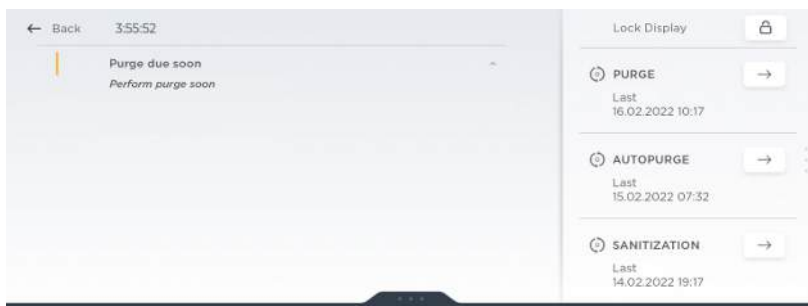 Back 3:55:52
Purge due soon
Perform purge soon
Lock Display
PURGE
Last
16.02.2022 10:17
AUTOPURGE
Last
15.02.2022 07:32
SANITIZATION
Last
14.02.2022 19:17